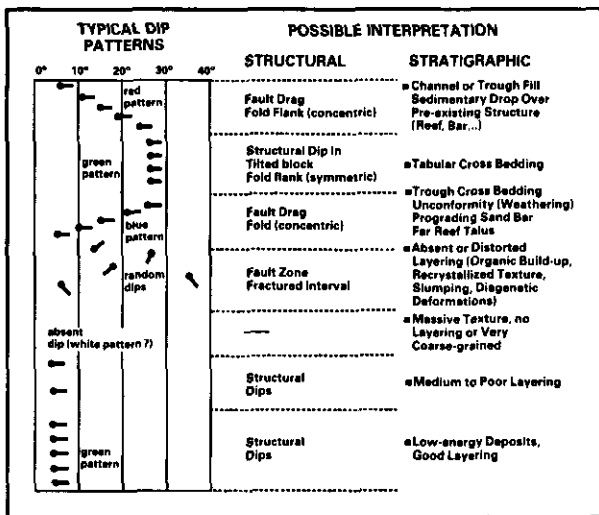 TYPICAL DIP
PATTERNS
POSSIBLE INTERPRETATION
STRUCTURAL
STRATIGRAPHIC
0° 10° 20° 30° 40°
red
pattern
green
pattern
blue
pattern
random
dips
absent
dip (white pattern ?)
green
pattern
Fault Drag
Fold Flank (concentric)
Structural Dip In
Tilted block
Fold flank (symmetric)
Fault Drag
Fold (concentric)
Fault Zone
Fractured Interval
Structural
Dips
Structural
Dips
Channel or Trough Fill
Sedimentary Drop Over
Pre-existing Structure
(Reef, Bar...)
Tabular Cross Bedding
Trough Cross Bedding
Unconformity (Weathering)
Prograding Sand Bar
Far Reef Talus
Absent or Distorted
Layering (Organic Build-up,
Recrystallized Texture,
Slumping, Diagenetic
Deformations)
Massive Texture, no
Layering or Very
Coarse-grained
Medium to Poor Layering
Low-energy Deposits,
Good Layering